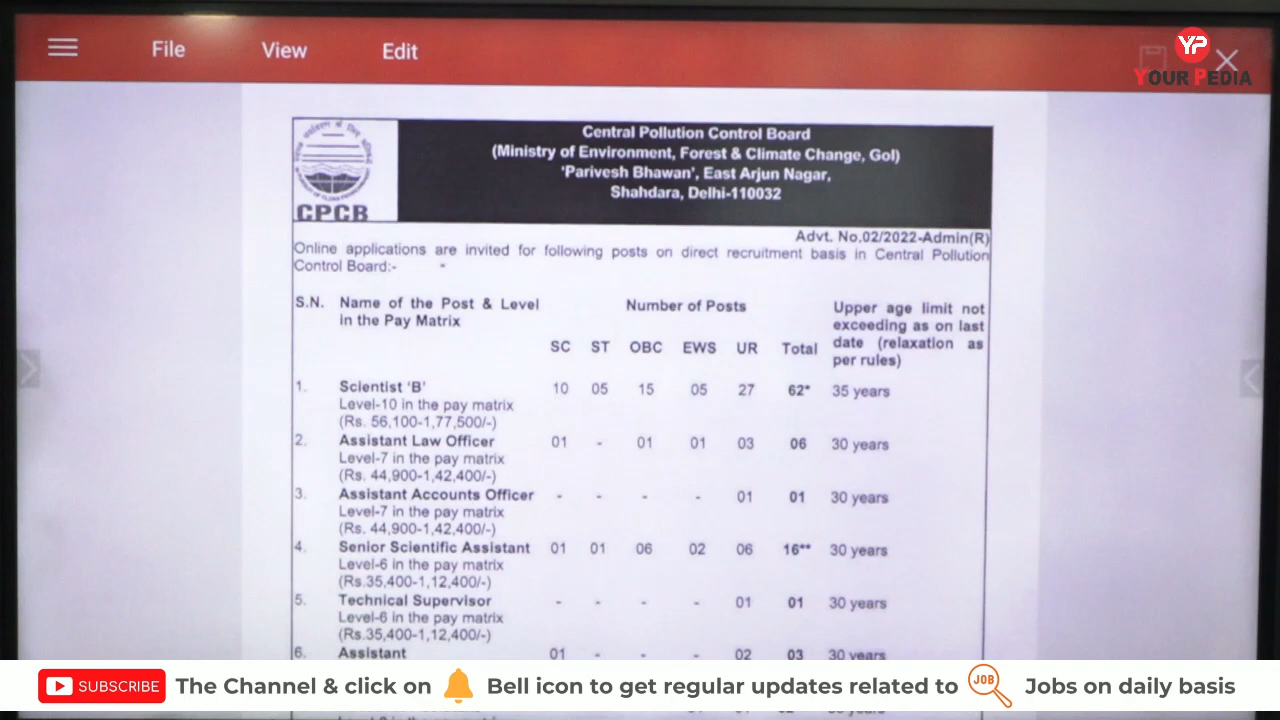 File View Edit
YP
YOUR PEDIA
Central Pollution Control Board
(Ministry of Environment, Forest & Climate Change, GoI)
'Parivesh Bhawan', East Arjun Nagar,
Shahdara, Delhi-110032
CPCB
Advt. No.02/2022-Admin(R)
Online applications are invited for following posts on direct recruitment basis in Central Pollution
Control Board:-
S.N. Name of the Post & Level Number of Posts Upper age limit not
in the Pay Matrix exceeding as on last
SC ST OBC EWS UR Total date (relaxation as
per rules)
1. Scientist 'B' 10 05 15 05 27 62* 35 years
Level-10 in the pay matrix
(Rs. 56,100-1,77,500/-)
2. Assistant Law Officer 01 - 01 01 03 06 30 years
Level-7 in the pay matrix
(Rs. 44,900-1,42,400/-)
3. Assistant Accounts Officer - - - - 01 01 30 years
Level-7 in the pay matrix
(Rs. 44,900-1,42,400/-)
4. Senior Scientific Assistant 01 01 06 02 06 16** 30 years
Level-6 in the pay matrix
(Rs.35,400-1,12,400/-)
5. Technical Supervisor - - - - 01 01 30 years
Level-6 in the pay matrix
(Rs.35,400-1,12,400/-)
6. Assistant 01 - - - 02 03 30 years
SUBSCRIBE The Channel & click on Bell icon to get regular updates related to JOB Jobs on daily basis